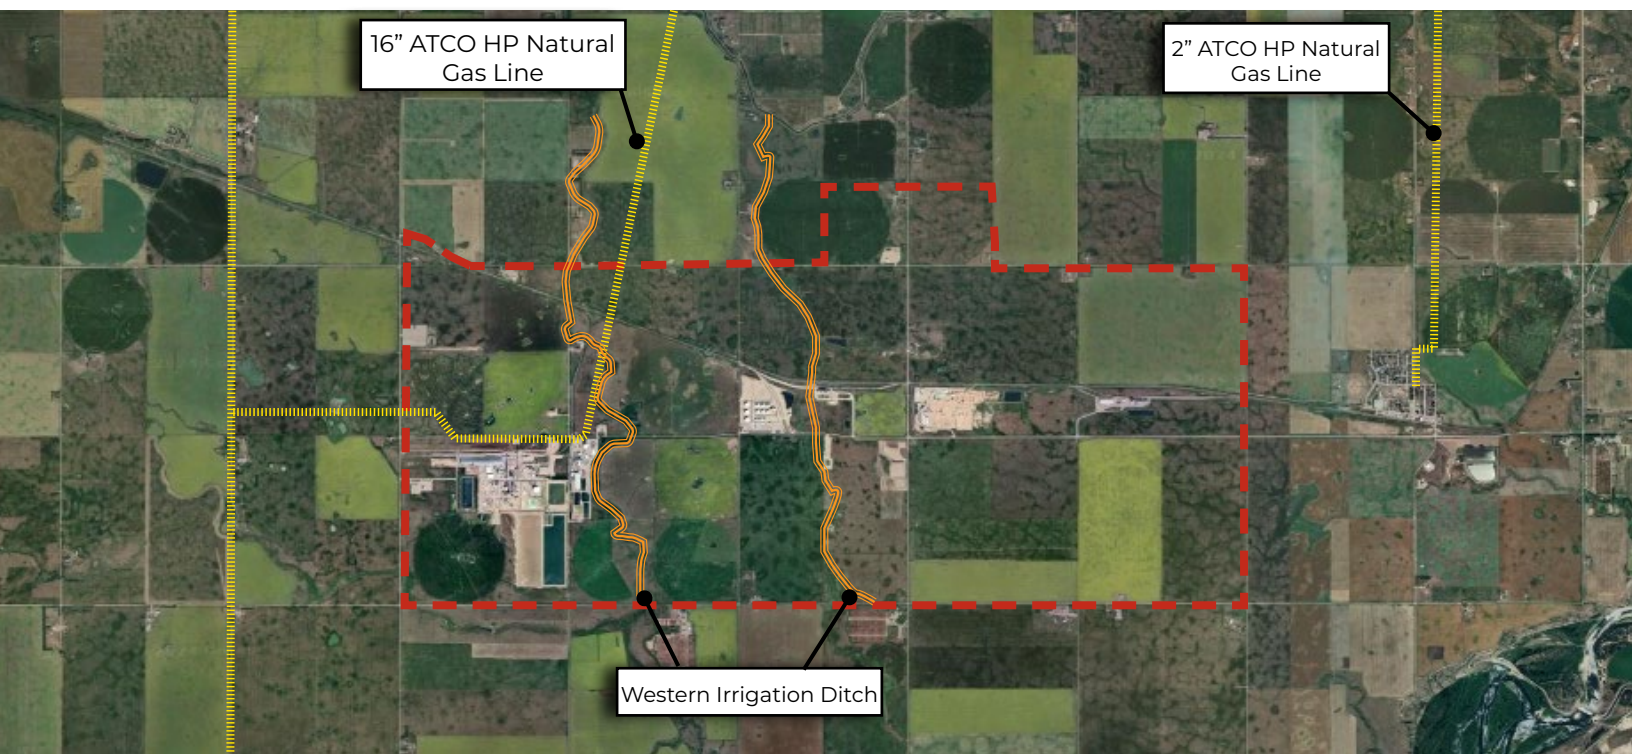 16” ATCO HP Natural
Gas Line
2” ATCO HP Natural
Gas Line
Western Irrigation Ditch